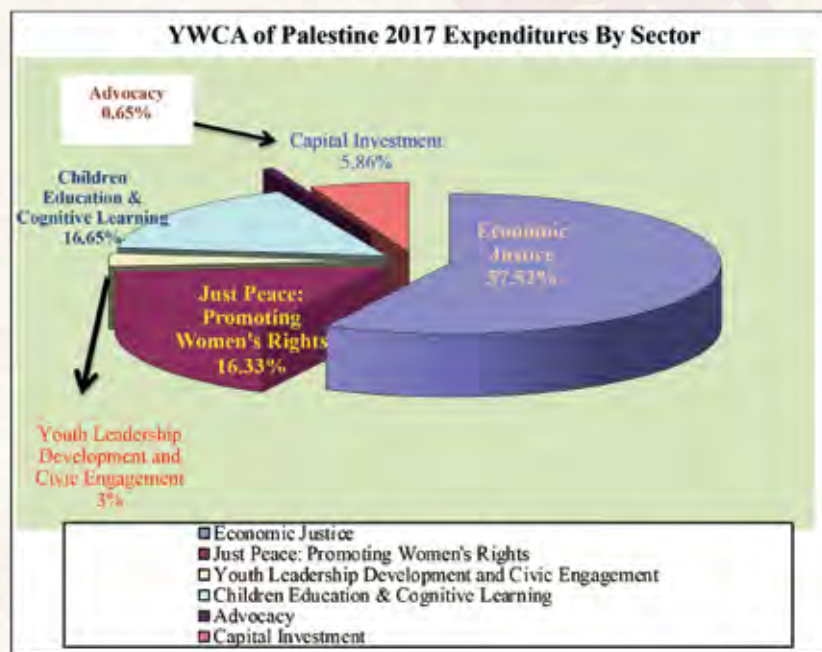 YWCA of Palestine 2017 Expenditures By Sector
Advocacy
0.65%
Capital Investment
5.86%
Children
Education &
Cognitive Learning
16.65%
Economic
Justice
57.52%
Just Peace:
Promoting
Women's Rights
16.33%
Youth Leadership
Development and
Civic Engagement
3%
Economic Justice
Just Peace: Promoting Women's Rights
Youth Leadership Development and Civic Engagement
Children Education & Cognitive Learning
Advocacy
Capital Investment